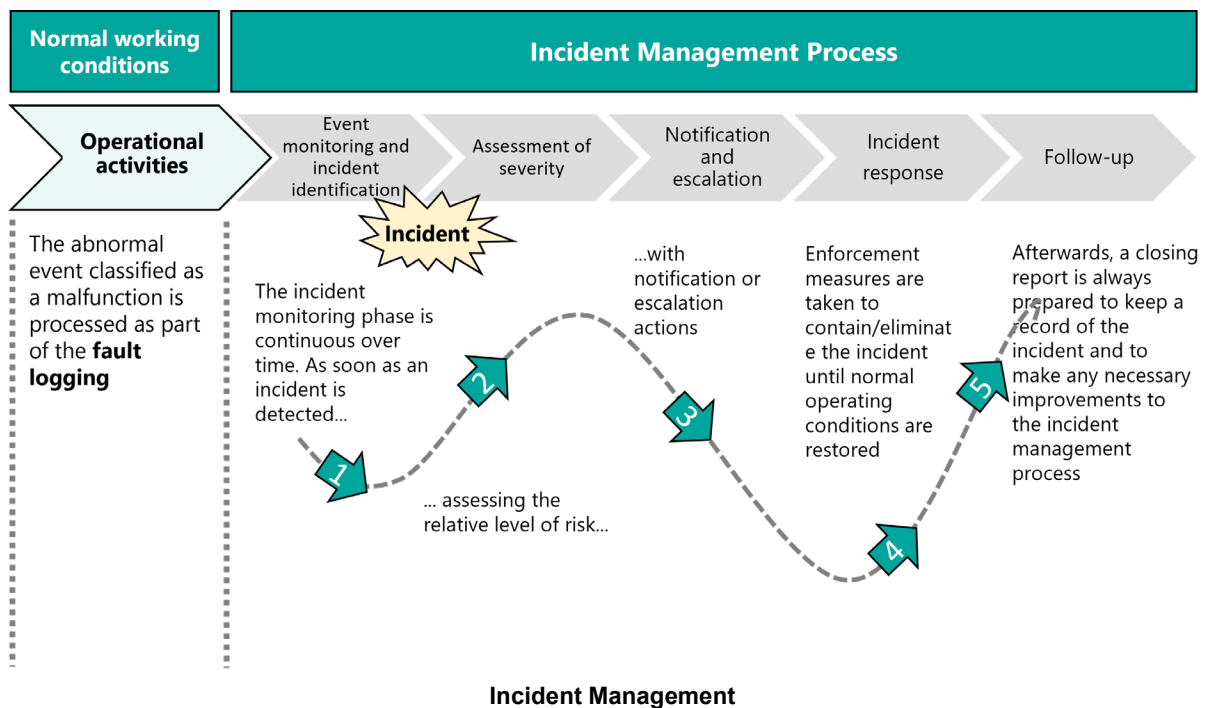 Normal working
conditions
Incident Management Process
Operational
activities
Event
monitoring and
incident
identification
Assessment of
severity
Notification
and
escalation
Incident
response
Follow-up
Incident
The abnormal
event classified as
a malfunction is
processed as part
of the fault
logging
The incident
monitoring phase is
continuous over
time. As soon as an
incident is
detected...
1
... assessing the
relative level of risk...
2
...with
notification or
escalation
actions
3
Enforcement
measures are
taken to
contain/eliminat
e the incident
until normal
operating
conditions are
restored
4
Afterwards, a closing
report is always
prepared to keep a
record of the
incident and to
make any necessary
improvements to
the incident
management
process
5
Incident Management